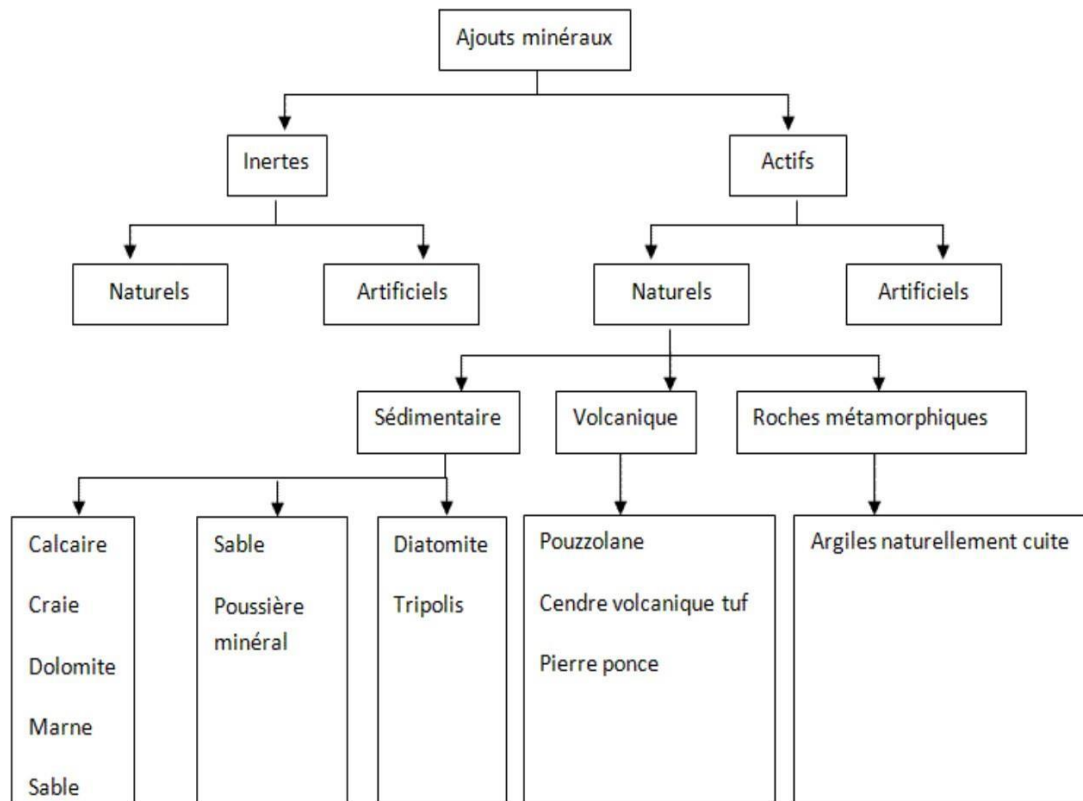 Ajouts minéraux
Inertes
Actifs
Naturels
Artificiels
Naturels
Artificiels
Sédimentaire
Volcanique
Roches métamorphiques
Calcaire
Craie
Dolomite
Marne
Sable
Sable
Poussière
minéral
Diatomite
Tripolis
Pouzzolane
Cendre volcanique tuf
Pierre ponce
Argiles naturellement cuite